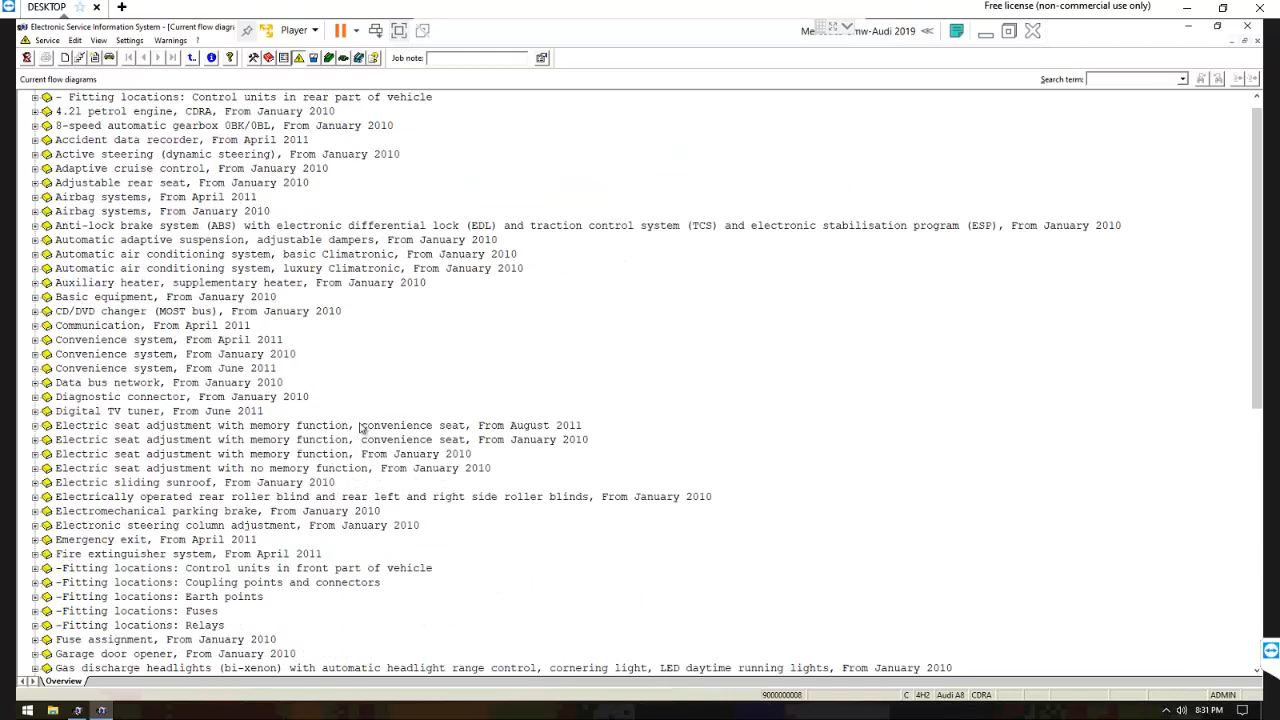 DESKTOP
Free license (non-commercial use only)
Electronic Service Information System - [Current flow diagra
Player
w-Audi 2019
Service Edit View Settings Warnings ?
Job note:
Current flow diagrams
Search term:
- Fitting locations: Control units in rear part of vehicle
4.2l petrol engine, CDRA, From January 2010
8-speed automatic gearbox 0BK/0BL, From January 2010
Accident data recorder, From April 2011
Active steering (dynamic steering), From January 2010
Adaptive cruise control, From January 2010
Adjustable rear seat, From January 2010
Airbag systems, From April 2011
Airbag systems, From January 2010
Anti-lock brake system (ABS) with electronic differential lock (EDL) and traction control system (TCS) and electronic stabilisation program (ESP), From January 2010
Automatic adaptive suspension, adjustable dampers, From January 2010
Automatic air conditioning system, basic Climatronic, From January 2010
Automatic air conditioning system, luxury Climatronic, From January 2010
Auxiliary heater, supplementary heater, From January 2010
Basic equipment, From January 2010
CD/DVD changer (MOST bus), From January 2010
Communication, From April 2011
Convenience system, From April 2011
Convenience system, From January 2010
Convenience system, From June 2011
Data bus network, From January 2010
Diagnostic connector, From January 2010
Digital TV tuner, From June 2011
Electric seat adjustment with memory function, convenience seat, From August 2011
Electric seat adjustment with memory function, convenience seat, From January 2010
Electric seat adjustment with memory function, From January 2010
Electric seat adjustment with no memory function, From January 2010
Electric sliding sunroof, From January 2010
Electrically operated rear roller blind and rear left and right side roller blinds, From January 2010
Electromechanical parking brake, From January 2010
Electronic steering column adjustment, From January 2010
Emergency exit, From April 2011
Fire extinguisher system, From April 2011
-Fitting locations: Control units in front part of vehicle
-Fitting locations: Coupling points and connectors
-Fitting locations: Earth points
-Fitting locations: Fuses
-Fitting locations: Relays
Fuse assignment, From January 2010
Garage door opener, From January 2010
Gas discharge headlights (bi-xenon) with automatic headlight range control, cornering light, LED daytime running lights, From January 2010
Overview
9000000008 C 4H2 Audi A8 CDRA ADMIN
8:31 PM